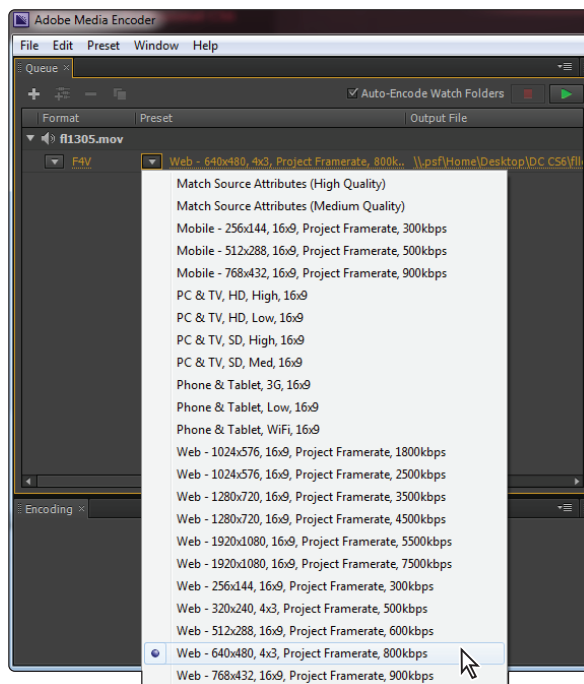 Adobe Media Encoder
File Edit Preset Window Help
Queue ×
Auto-Encode Watch Folders
Format Preset Output File
fl1305.mov
F4V Web - 640x480, 4x3, Project Framerate, 800k.. \\.psf\Home\Desktop\DC CS6\flle
Match Source Attributes (High Quality)
Match Source Attributes (Medium Quality)
Mobile - 256x144, 16x9, Project Framerate, 300kbps
Mobile - 512x288, 16x9, Project Framerate, 500kbps
Mobile - 768x432, 16x9, Project Framerate, 900kbps
PC & TV, HD, High, 16x9
PC & TV, HD, Low, 16x9
PC & TV, SD, High, 16x9
PC & TV, SD, Med, 16x9
Phone & Tablet, 3G, 16x9
Phone & Tablet, Low, 16x9
Phone & Tablet, WiFi, 16x9
Web - 1024x576, 16x9, Project Framerate, 1800kbps
Web - 1024x576, 16x9, Project Framerate, 2500kbps
Web - 1280x720, 16x9, Project Framerate, 3500kbps
Web - 1280x720, 16x9, Project Framerate, 4500kbps
Web - 1920x1080, 16x9, Project Framerate, 5500kbps
Web - 1920x1080, 16x9, Project Framerate, 7500kbps
Web - 256x144, 16x9, Project Framerate, 300kbps
Web - 320x240, 4x3, Project Framerate, 500kbps
Web - 512x288, 16x9, Project Framerate, 600kbps
Web - 640x480, 4x3, Project Framerate, 800kbps
Web - 768x432, 16x9, Project Framerate, 900kbps
Encoding ×